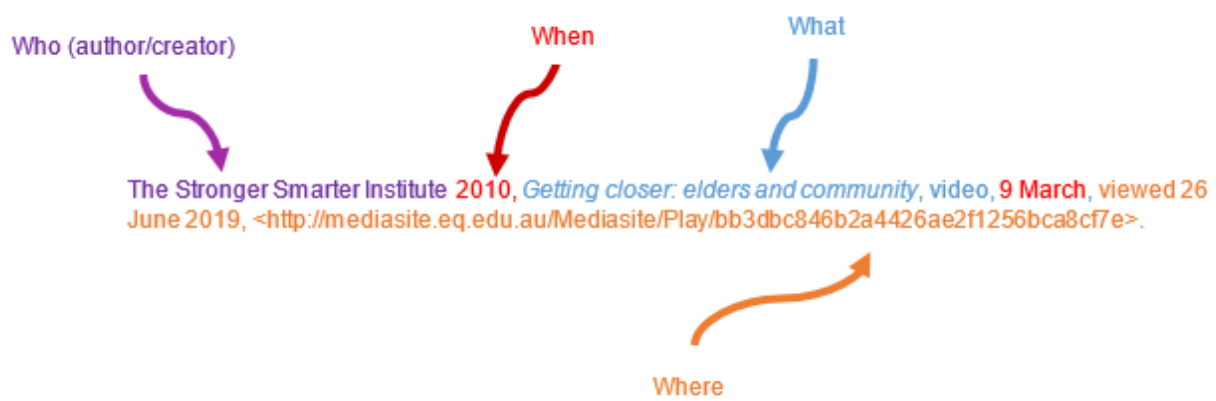 Who (author/creator)
When
What
The Stronger Smarter Institute 2010, Getting closer: elders and community, video, 9 March, viewed 26
June 2019, <http://mediasite.eq.edu.au/Mediasite/Play/bb3dbc846b2a4426ae2f1256bca8cf7e>.
Where